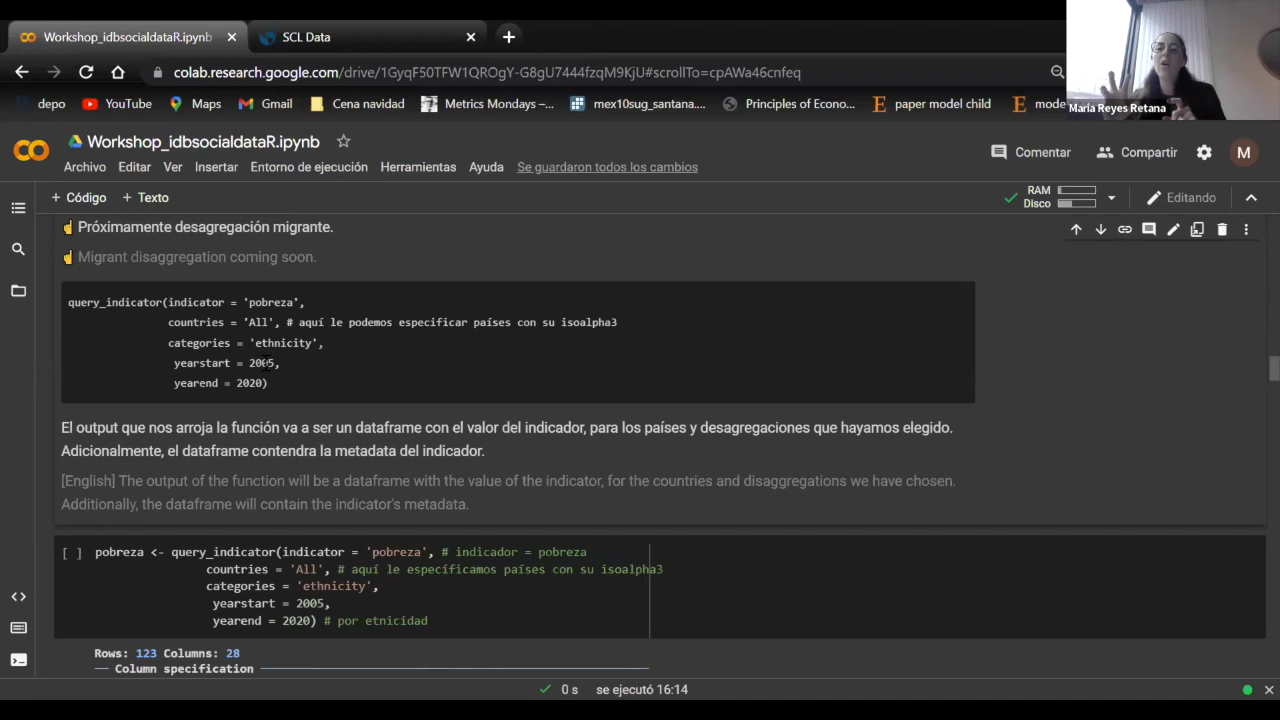 Workshop_idbsocialdataR.ipynb
SCL Data
colab.research.google.com/drive/1GyqF50TFW1QROgY-G8gU7444fzqM9KjU#scrollTo=cpAWa46cnfeq
depo
YouTube
Maps
Gmail
Cena navidad
Metrics Mondays –...
mex10sug_santana....
Principles of Econo...
paper model child
Maria Reyes Retana
Workshop_idbsocialdataR.ipynb
Archivo Editar Ver Insertar Entorno de ejecución Herramientas Ayuda Se guardaron todos los cambios
Comentar
Compartir
M
+ Código + Texto
RAM
Disco
Editando
Próximamente desagregación migrante.
Migrant disaggregation coming soon.
query_indicator(indicator = 'pobreza',
countries = 'All', # aquí le podemos especificar países con su isoalpha3
categories = 'ethnicity',
yearstart = 2005,
yearend = 2020)
El output que nos arroja la función va a ser un dataframe con el valor del indicador, para los países y desagregaciones que hayamos elegido.
Adicionalmente, el dataframe contendra la metadata del indicador.
[English] The output of the function will be a dataframe with the value of the indicator, for the countries and disaggregations we have chosen.
Additionally, the dataframe will contain the indicator's metadata.
[ ] pobreza <- query_indicator(indicator = 'pobreza', # indicador = pobreza
countries = 'All', # aquí le específicamos países con su isoalpha3
categories = 'ethnicity',
yearstart = 2005,
yearend = 2020) # por etnicidad
Rows: 123 Columns: 28
── Column specification ──
0 s se ejecutó 16:14